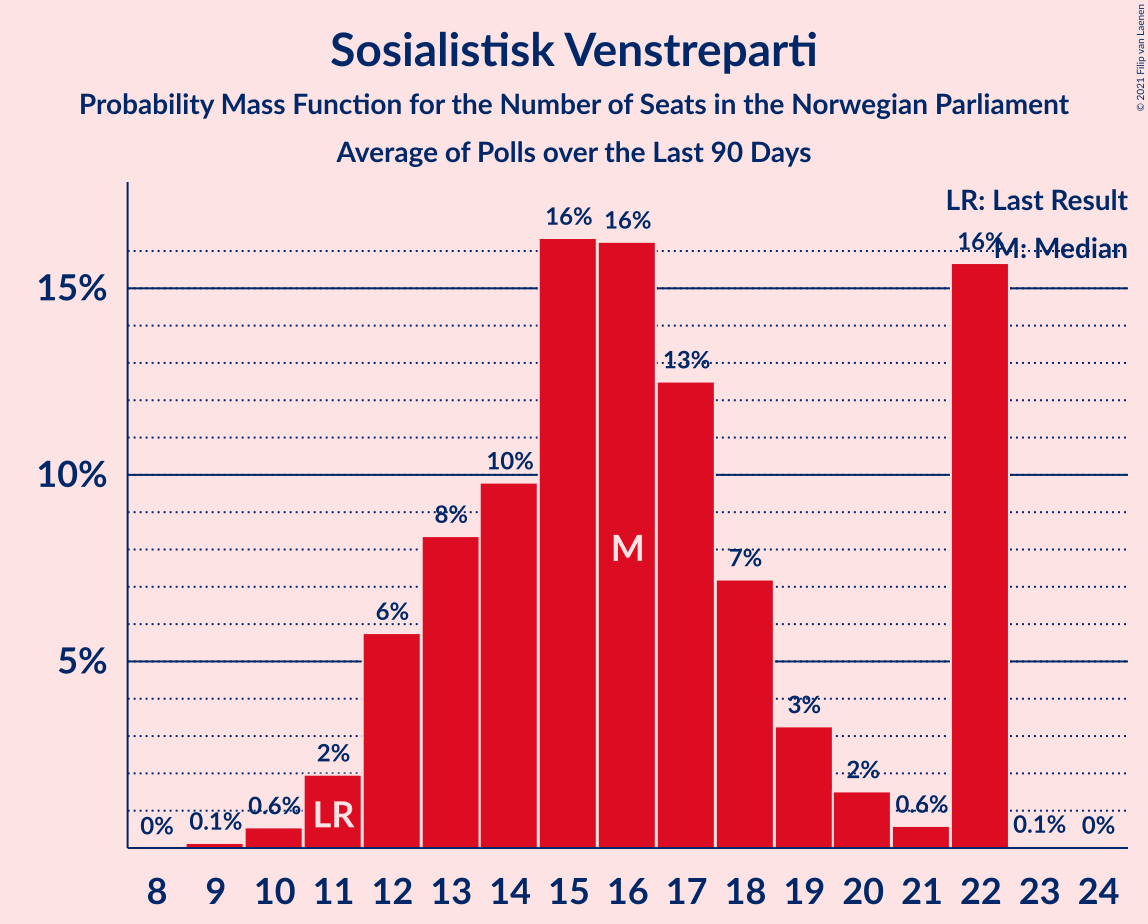 Sosialistisk Venstreparti
Probability Mass Function for the Number of Seats in the Norwegian Parliament
Average of Polls over the Last 90 Days
© 2021 Filip van Laenen
LR: Last Result
M: Median
15%
10%
5%
0%
0.1%
0.6%
2%
6%
8%
10%
16%
16%
13%
7%
3%
2%
0.6%
16%
0.1%
0%
LR
M
8 9 10 11 12 13 14 15 16 17 18 19 20 21 22 23 24